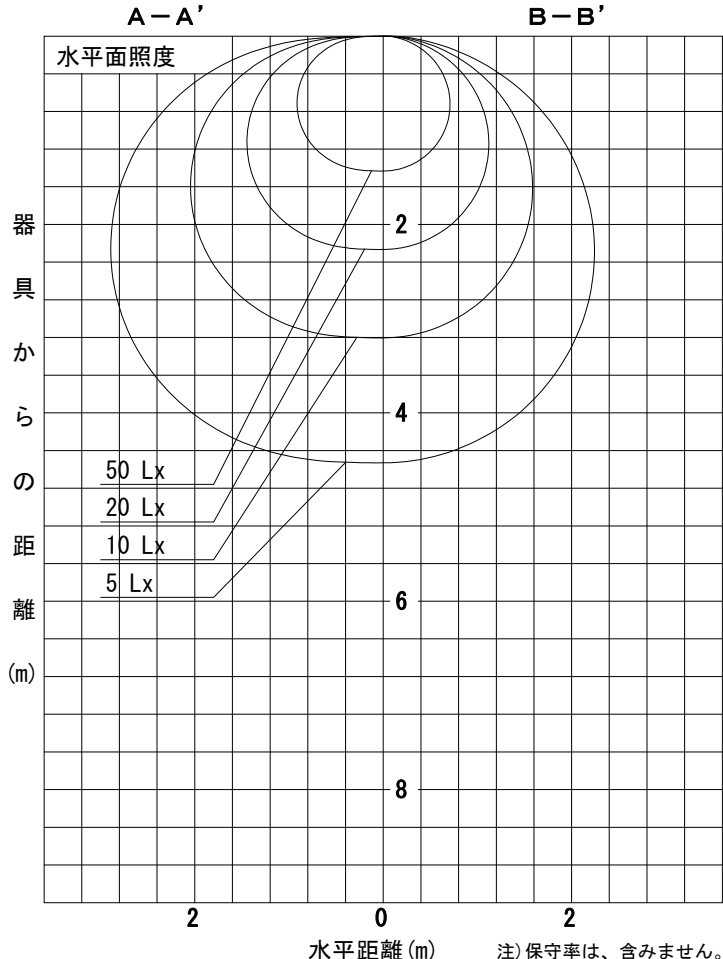 A－A’
B－B’
水平面照度
器具からの距離(m)
2
4
6
8
50 Lx
20 Lx
10 Lx
5 Lx
2
0
2
水平距離(m)
注)保守率は、含みません。